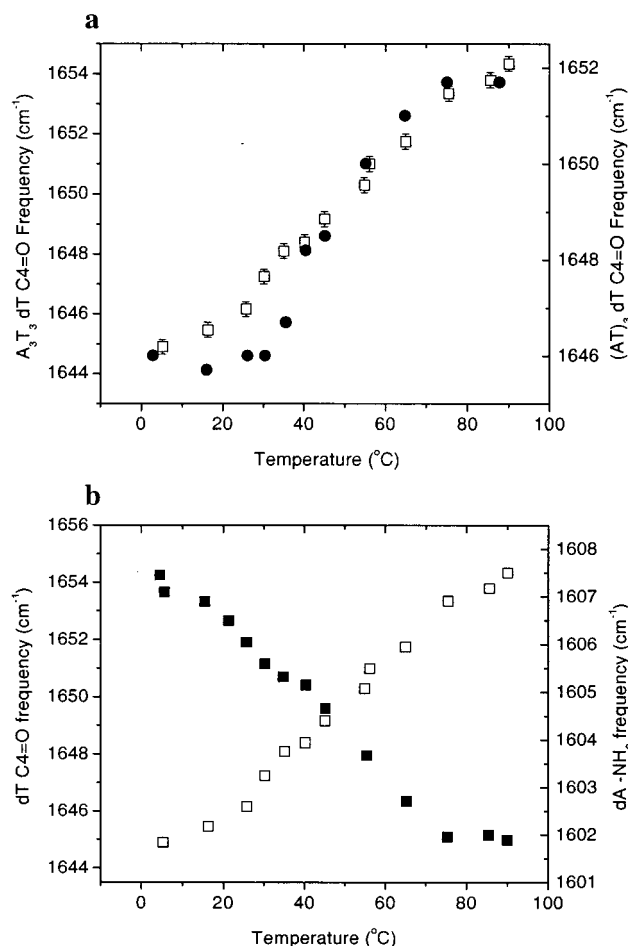 a
A₃T₃ dT C4=O Frequency (cm⁻¹)
1654
1652
1650
1648
1646
1644
1652
1650
1648
1646
(AT)₃ dT C4=O Frequency (cm⁻¹)
0 20 40 60 80 100
Temperature (°C)
b
dT C4=O frequency (cm⁻¹)
1656
1654
1652
1650
1648
1646
1644
1608
1607
1606
1605
1604
1603
1602
1601
dA -NH₂ frequency (cm⁻¹)
0 20 40 60 80 100
Temperature (°C)